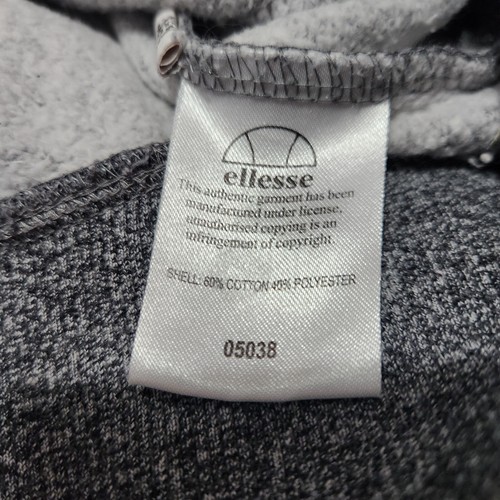 ellesse
This authentic garment has been
manufactured under license,
unauthorised copying is an
infringement of copyright.
SHELL: 60% COTTON 40% POLYESTER
05038